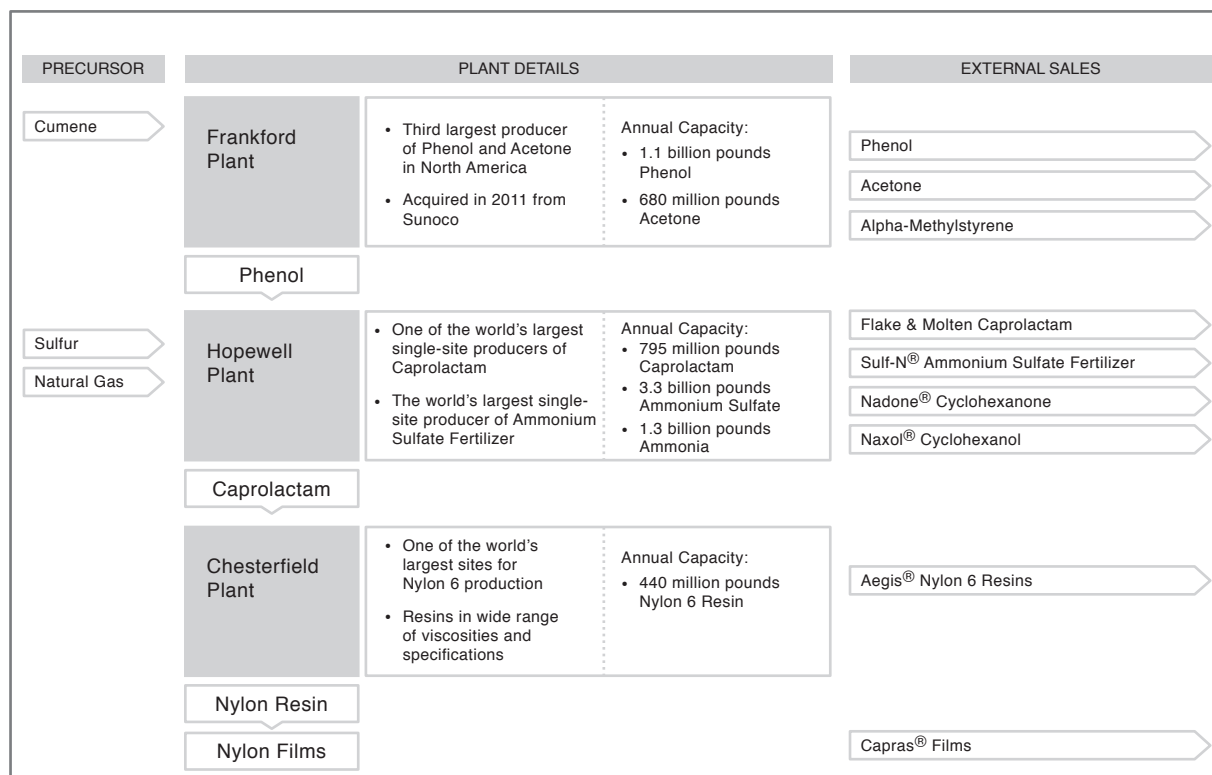 PRECURSOR
PLANT DETAILS
EXTERNAL SALES
Cumene
Frankford
Plant
• Third largest producer
of Phenol and Acetone
in North America
• Acquired in 2011 from
Sunoco
Annual Capacity:
• 1.1 billion pounds
Phenol
• 680 million pounds
Acetone
Phenol
Acetone
Alpha-Methylstyrene
Phenol
Sulfur
Natural Gas
Hopewell
Plant
• One of the world’s largest
single-site producers of
Caprolactam
• The world’s largest single-
site producer of Ammonium
Sulfate Fertilizer
Annual Capacity:
• 795 million pounds
Caprolactam
• 3.3 billion pounds
Ammonium Sulfate
• 1.3 billion pounds
Ammonia
Flake & Molten Caprolactam
Sulf-N® Ammonium Sulfate Fertilizer
Nadone® Cyclohexanone
Naxol® Cyclohexanol
Caprolactam
Chesterfield
Plant
• One of the world’s
largest sites for
Nylon 6 production
• Resins in wide range
of viscosities and
specifications
Annual Capacity:
• 440 million pounds
Nylon 6 Resin
Aegis® Nylon 6 Resins
Nylon Resin
Nylon Films
Capras® Films